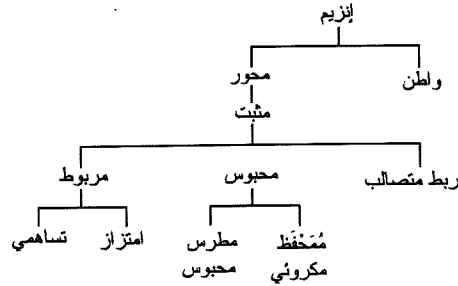 إنزيم
محور
واطن
مثبت
مربوط
محبوس
ربط متصالب
تساهمي
امتزاز
مطرس
محبوس
مُمَحْفَظ
مكروئي